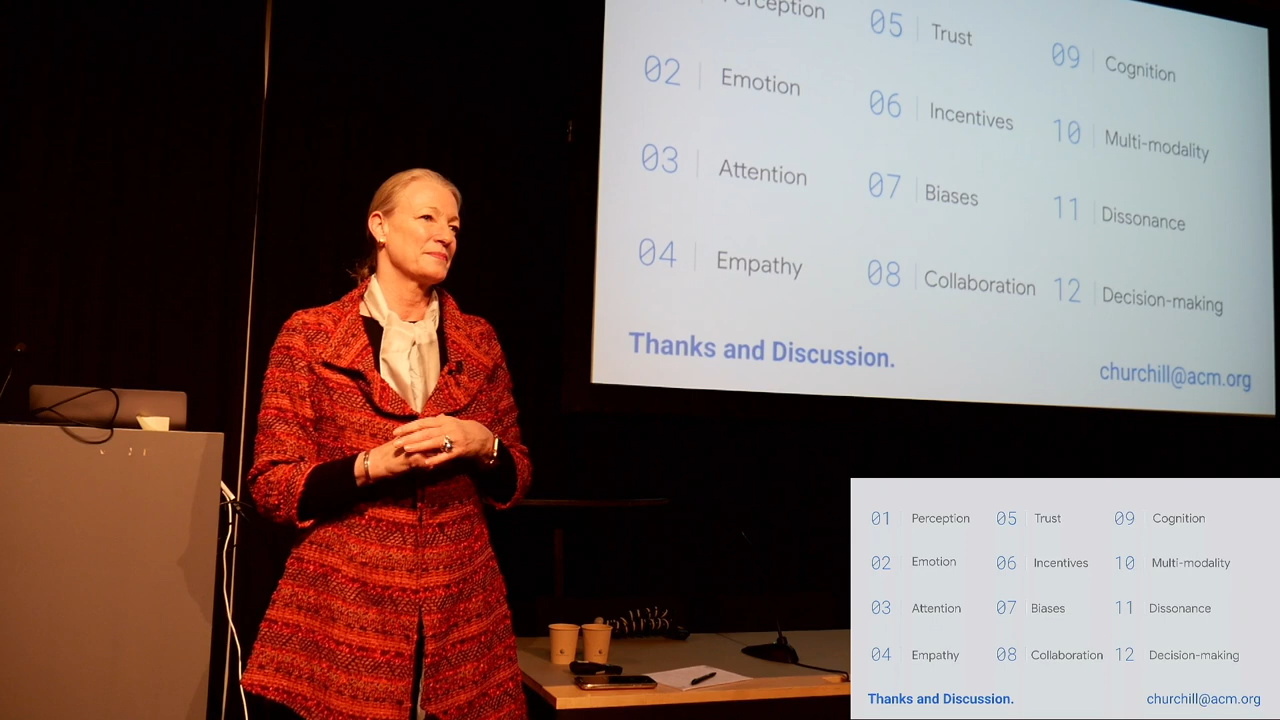 Perception
05 Trust
09 Cognition
02 Emotion
06 Incentives
10 Multi-modality
03 Attention
07 Biases
11 Dissonance
04 Empathy
08 Collaboration
12 Decision-making
Thanks and Discussion.
churchill@acm.org
01 Perception 05 Trust 09 Cognition
02 Emotion 06 Incentives 10 Multi-modality
03 Attention 07 Biases 11 Dissonance
04 Empathy 08 Collaboration 12 Decision-making
Thanks and Discussion. churchill@acm.org